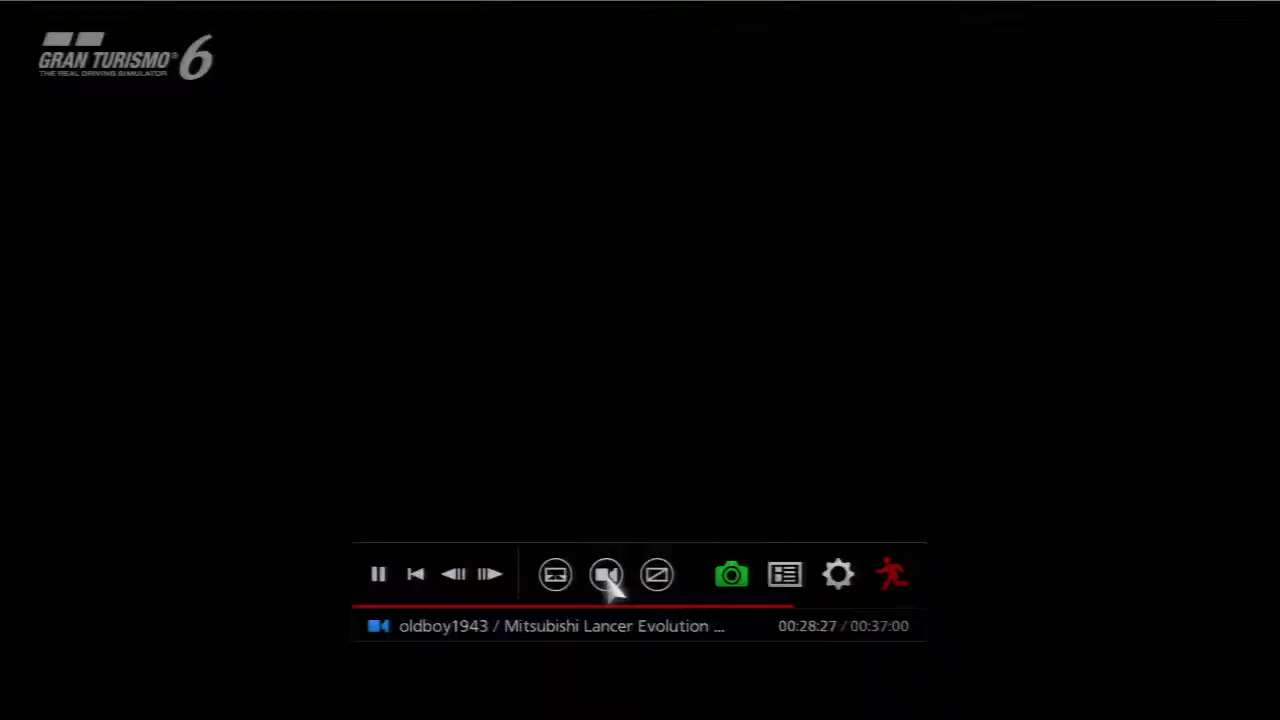 GRAN TURISMO® 6
THE REAL DRIVING SIMULATOR
oldboy1943 / Mitsubishi Lancer Evolution ...
00:28:27 / 00:37:00